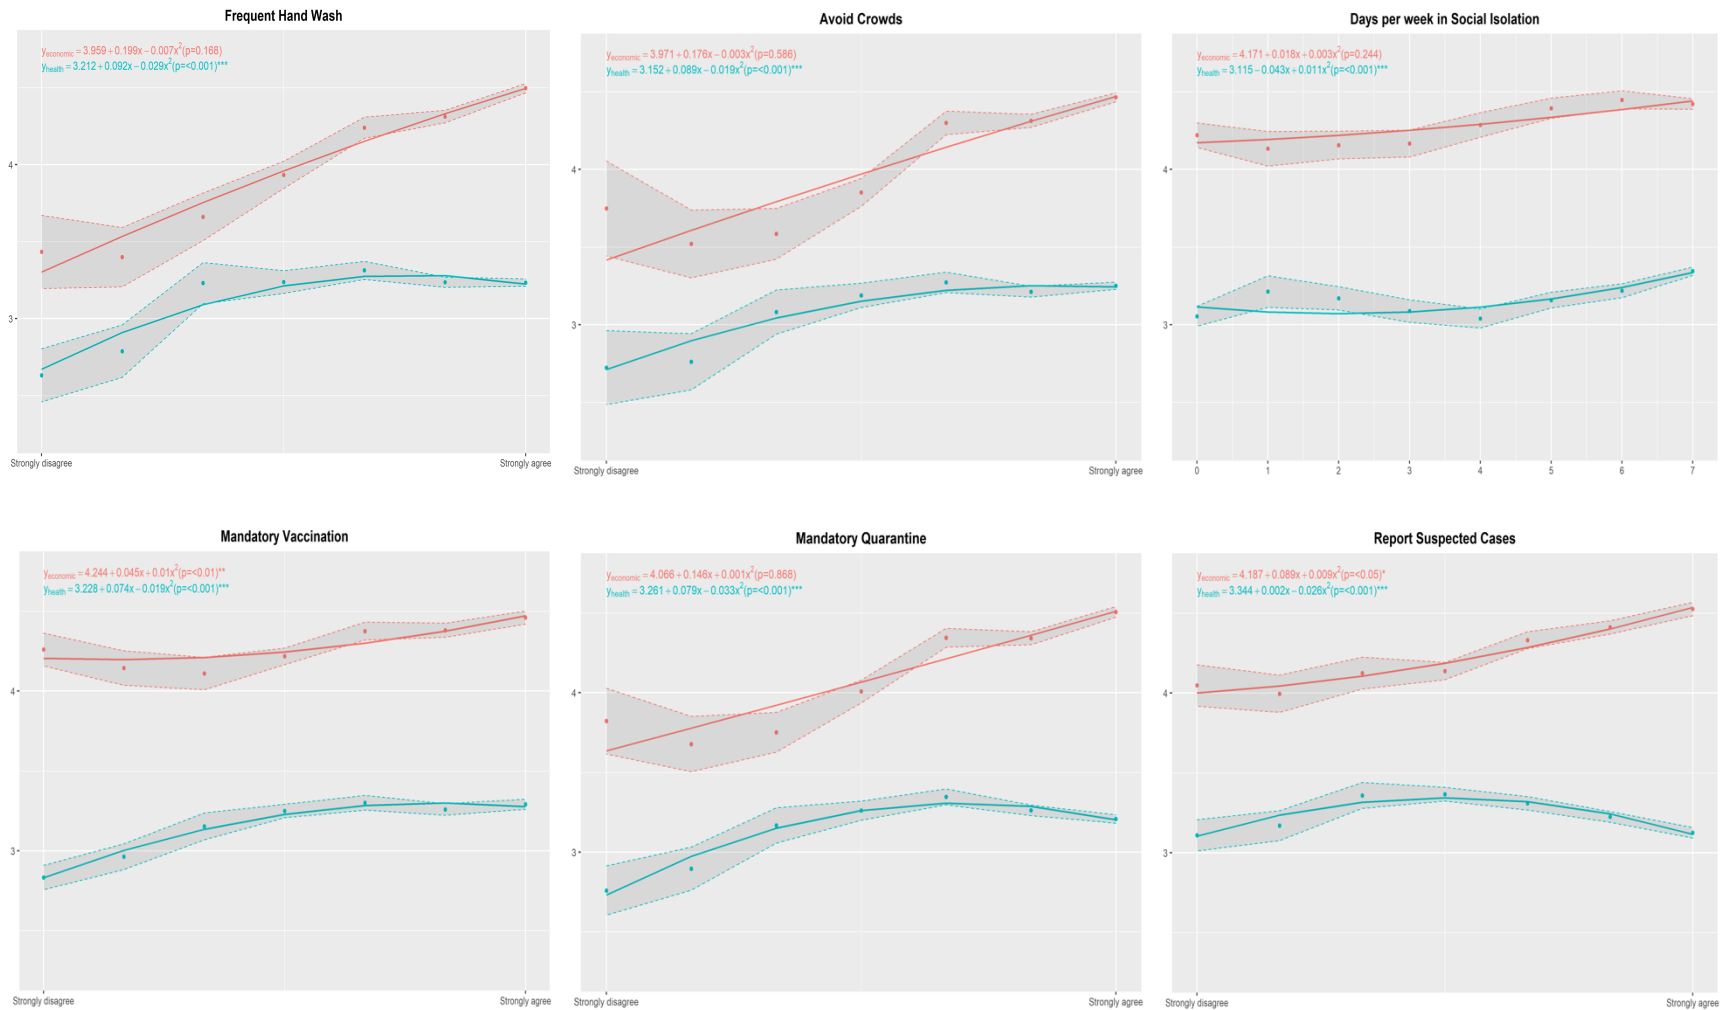 Frequent Hand Wash
y_economic = 3.959 + 0.199x − 0.007x²(p=0.168)
y_health = 3.212 + 0.092x − 0.029x²(p=<0.001)***
4
3
Strongly disagree
Strongly agree
Avoid Crowds
y_economic = 3.971 + 0.176x − 0.003x²(p=0.586)
y_health = 3.152 + 0.089x − 0.019x²(p=<0.001)***
4
3
Strongly disagree
Strongly agree
Days per week in Social Isolation
y_economic = 4.171 + 0.018x + 0.003x²(p=0.244)
y_health = 3.115 − 0.043x + 0.011x²(p=<0.001)***
4
3
0 1 2 3 4 5 6 7
Mandatory Vaccination
y_economic = 4.244 + 0.045x + 0.01x²(p=<0.01)**
y_health = 3.228 + 0.074x − 0.019x²(p=<0.001)***
4
3
Strongly disagree
Strongly agree
Mandatory Quarantine
y_economic = 4.066 + 0.146x + 0.001x²(p=0.868)
y_health = 3.261 + 0.079x − 0.033x²(p=<0.001)***
4
3
Strongly disagree
Strongly agree
Report Suspected Cases
y_economic = 4.187 + 0.089x + 0.009x²(p=<0.05)*
y_health = 3.344 + 0.002x − 0.026x²(p=<0.001)***
4
3
Strongly disagree
Strongly agree